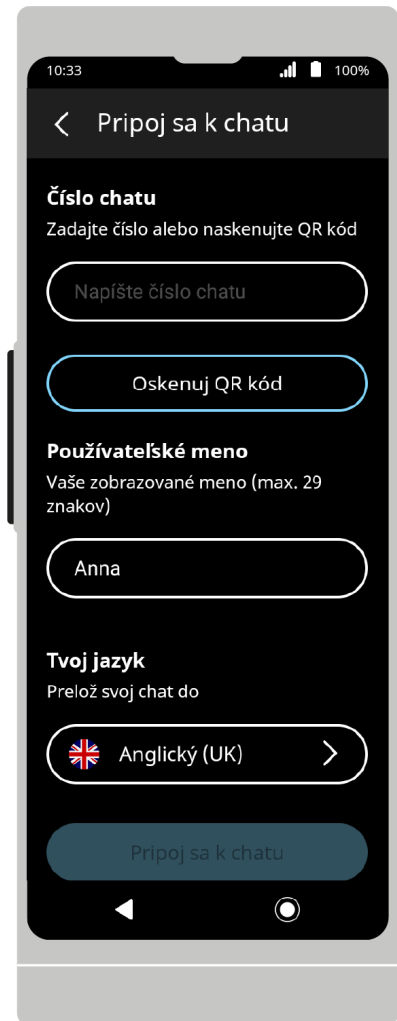 10:33
100%
Pripoj sa k chatu
Číslo chatu
Zadajte číslo alebo naskenujte QR kód
Napíšte číslo chatu
Oskenuj QR kód
Používateľské meno
Vaše zobrazované meno (max. 29
znakov)
Anna
Tvoj jazyk
Prelož svoj chat do
Anglický (UK)
Pripoj sa k chatu